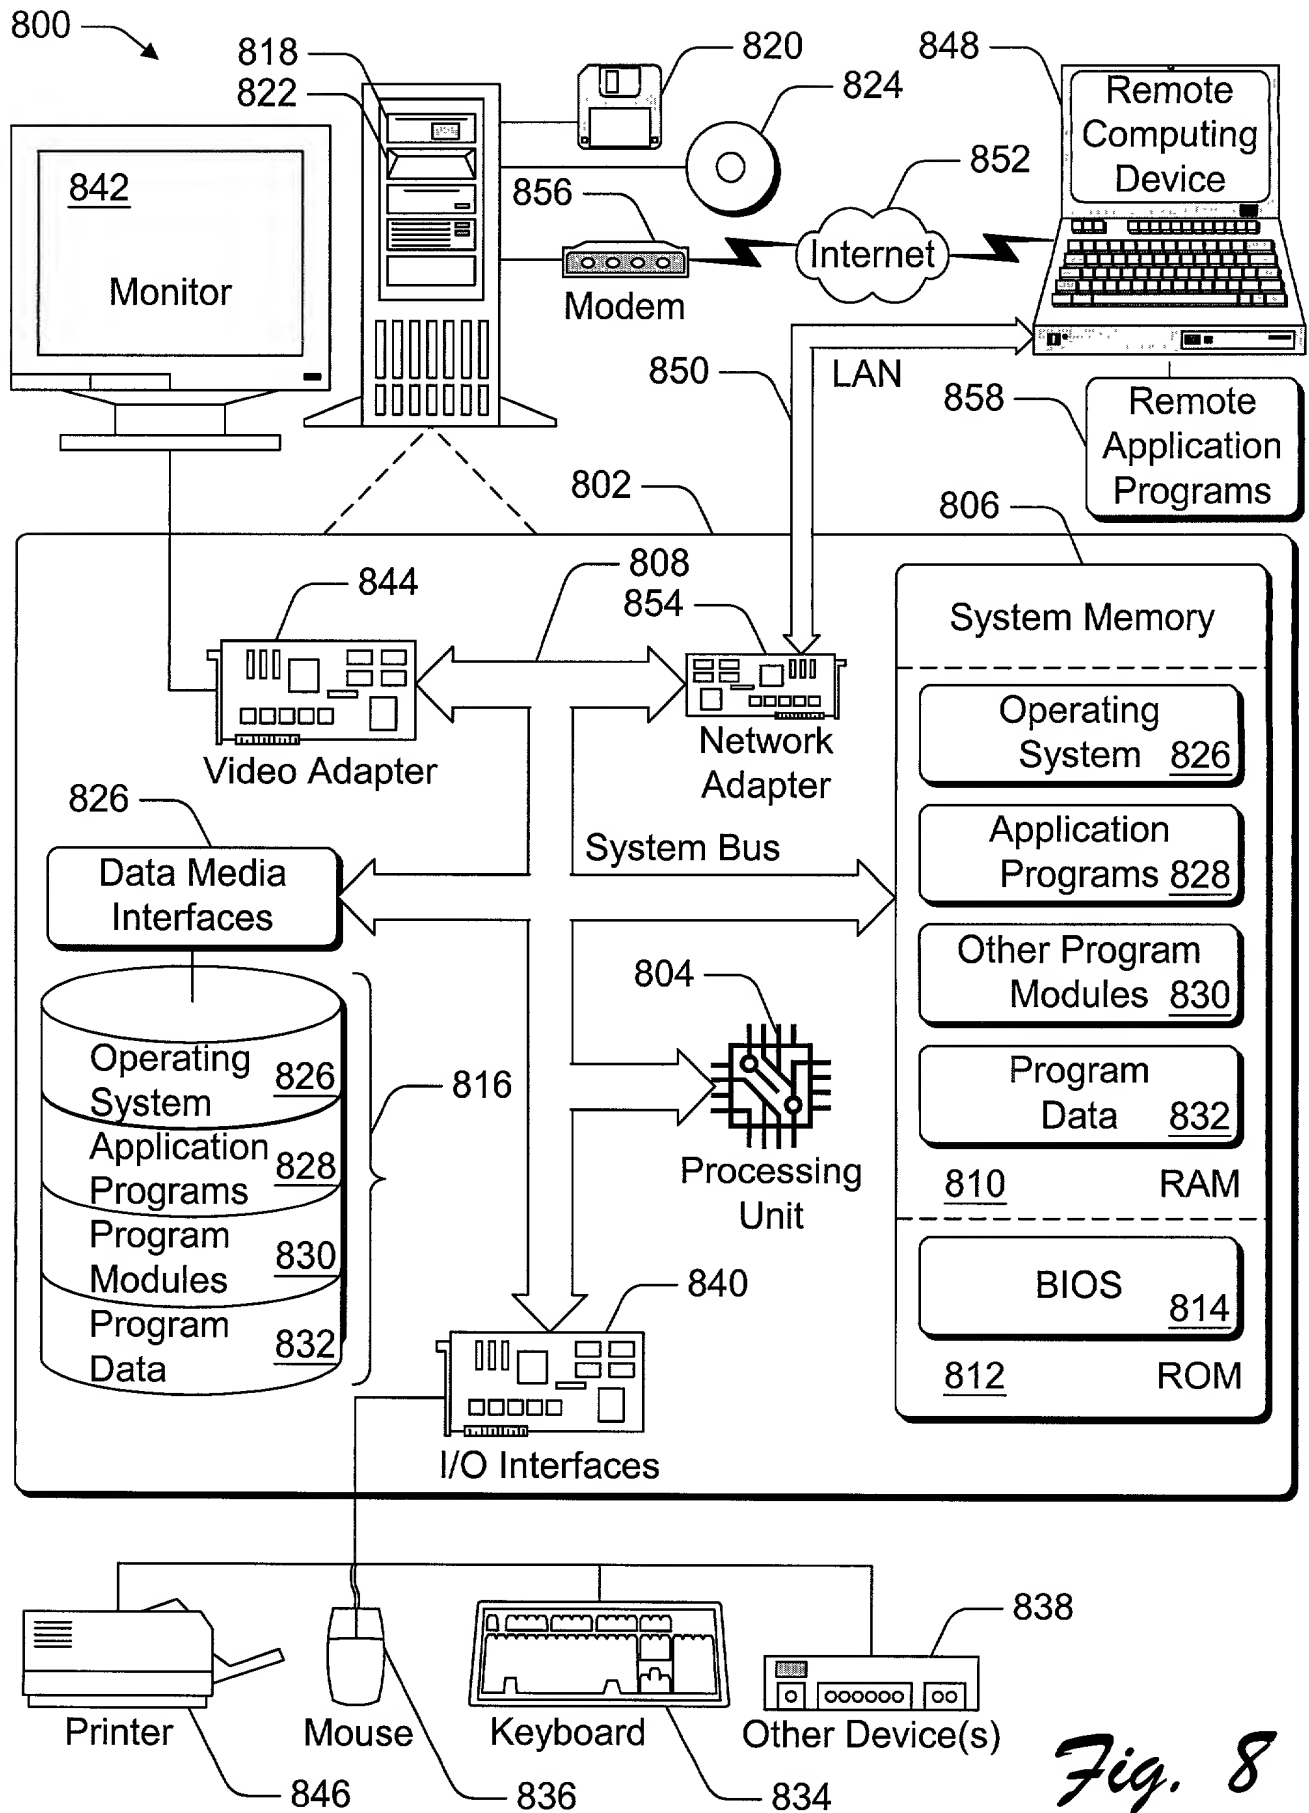 800
818
822
820
824
848
Remote
Computing
Device
842
Monitor
856
Modem
852
Internet
850
LAN
858
Remote
Application
Programs
802
808
844
854
Video Adapter
Network
Adapter
806
System Memory
Operating
System 826
Application
Programs 828
Other Program
Modules 830
Program
Data 832
810 RAM
BIOS
814
812 ROM
826
Data Media
Interfaces
System Bus
Operating
System 826
Application
Programs 828
Program
Modules 830
Program
Data 832
816
804
Processing
Unit
840
I/O Interfaces
838
Printer
Mouse
Keyboard
Other Device(s)
846
836
834
Fig. 8